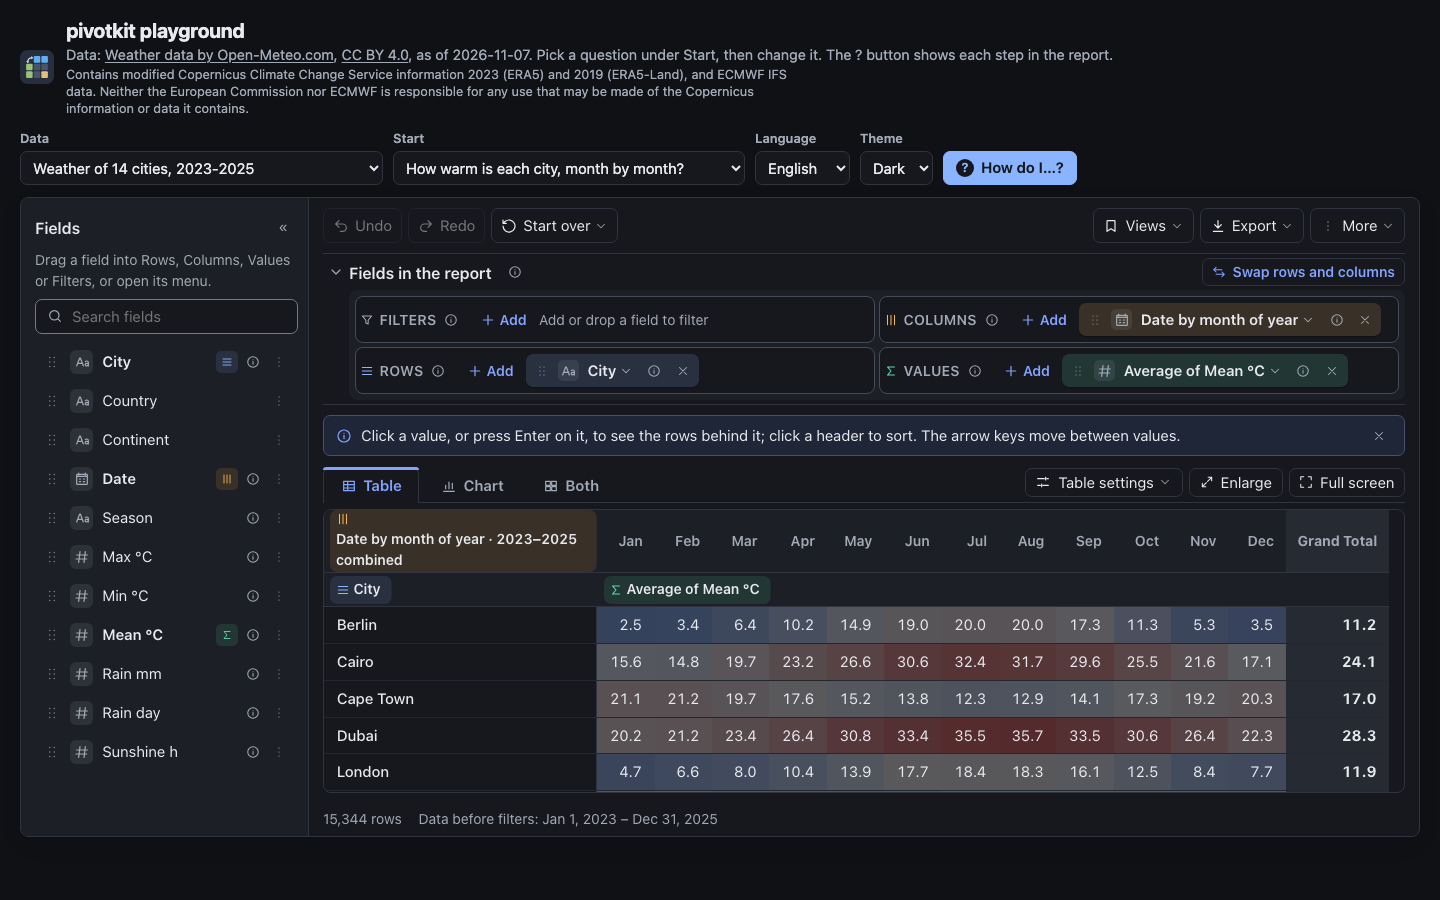 pivotkit playground
Data: Weather data by Open-Meteo.com, CC BY 4.0, as of 2026-11-07. Pick a question under Start, then change it. The ? button shows each step in the report.
Contains modified Copernicus Climate Change Service information 2023 (ERA5) and 2019 (ERA5-Land), and ECMWF IFS
data. Neither the European Commission nor ECMWF is responsible for any use that may be made of the Copernicus
information or data it contains.
Data Start Language Theme
Weather of 14 cities, 2023-2025 How warm is each city, month by month? English Dark ? How do I...?
Fields «
Drag a field into Rows, Columns, Values
or Filters, or open its menu.
Search fields
Aa City
Aa Country
Aa Continent
Date
Aa Season
# Max °C
# Min °C
# Mean °C Σ
# Rain mm
# Rain day
# Sunshine h
Undo Redo Start over Views Export More
Fields in the report Swap rows and columns
FILTERS + Add Add or drop a field to filter
COLUMNS + Add Date by month of year ×
ROWS + Add Aa City ×
Σ VALUES + Add # Average of Mean °C ×
Click a value, or press Enter on it, to see the rows behind it; click a header to sort. The arrow keys move between values. ×
Table Chart Both Table settings Enlarge Full screen
Date by month of year · 2023–2025
combined
Jan Feb Mar Apr May Jun Jul Aug Sep Oct Nov Dec Grand Total
City Σ Average of Mean °C
Berlin 2.5 3.4 6.4 10.2 14.9 19.0 20.0 20.0 17.3 11.3 5.3 3.5 11.2
Cairo 15.6 14.8 19.7 23.2 26.6 30.6 32.4 31.7 29.6 25.5 21.6 17.1 24.1
Cape Town 21.1 21.2 19.7 17.6 15.2 13.8 12.3 12.9 14.1 17.3 19.2 20.3 17.0
Dubai 20.2 21.2 23.4 26.4 30.8 33.4 35.5 35.7 33.5 30.6 26.4 22.3 28.3
London 4.7 6.6 8.0 10.4 13.9 17.7 18.4 18.3 16.1 12.5 8.4 7.7 11.9
15,344 rows Data before filters: Jan 1, 2023 – Dec 31, 2025